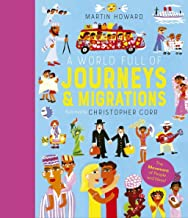 MARTIN HOWARD
A WORLD FULL OF
JOURNEYS
& MIGRATIONS
CHRISTOPHER CORR